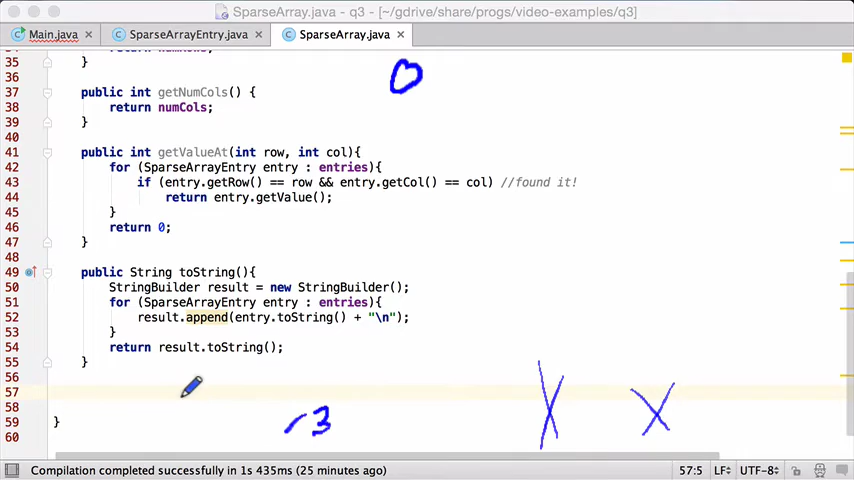 SparseArray.java - q3 - [~/gdrive/share/progs/video-examples/q3]
Main.java SparseArrayEntry.java SparseArray.java
35 }
36
37 public int getNumCols() {
38 return numCols;
39 }
40
41 public int getValueAt(int row, int col){
42 for (SparseArrayEntry entry : entries){
43 if (entry.getRow() == row && entry.getCol() == col) //found it!
44 return entry.getValue();
45 }
46 return 0;
47 }
48
49 public String toString(){
50 StringBuilder result = new StringBuilder();
51 for (SparseArrayEntry entry : entries){
52 result.append(entry.toString() + "\n");
53 }
54 return result.toString();
55 }
56
57
58
-3
59 }
60
Compilation completed successfully in 1s 435ms (25 minutes ago) 57:5 LF UTF-8